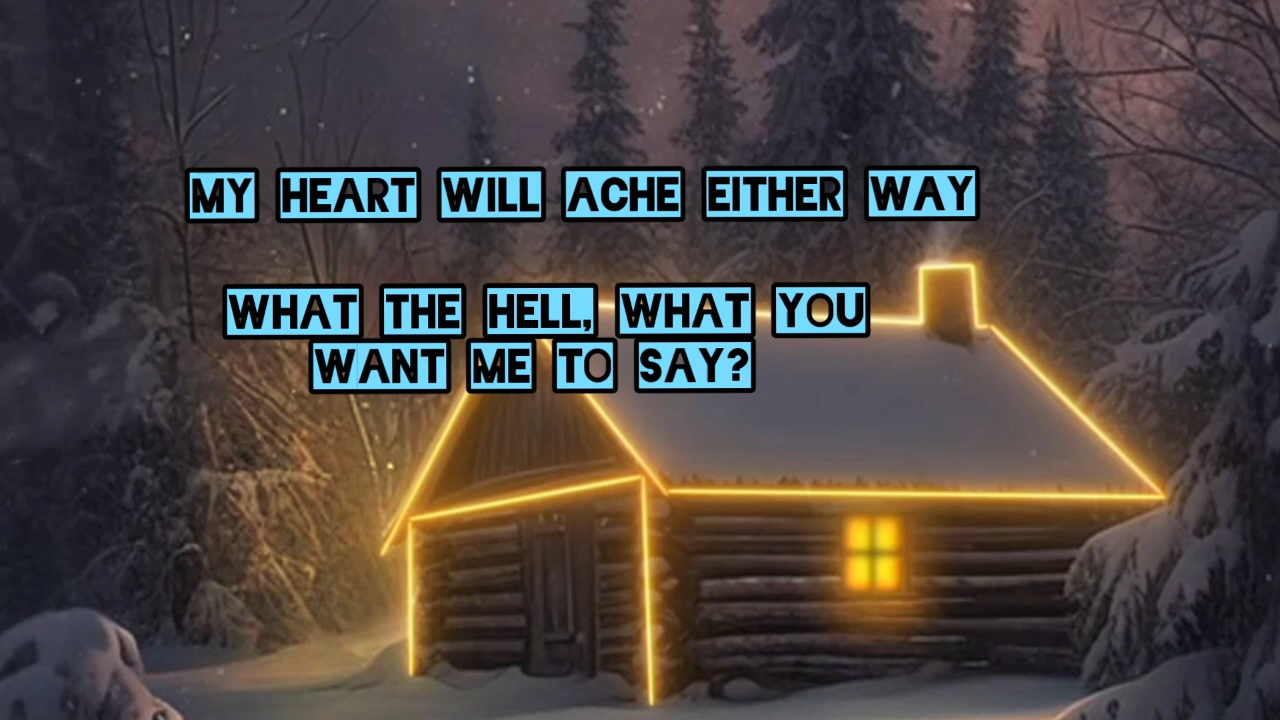 MY HEART WILL ACHE EITHER WAY
WHAT THE HELL, WHAT YOU
WANT ME TO SAY?